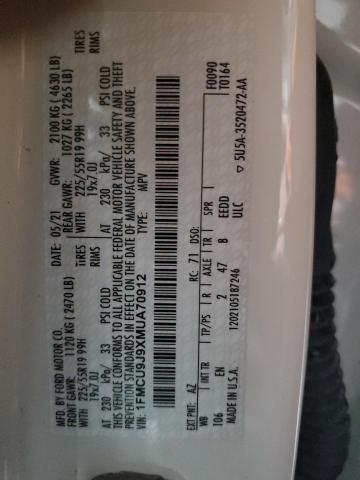 MFD. BY FORD MOTOR CO. DATE: 05/21 GVWR: 2100 KG ( 4630 LB)
FRONT GAWR: 1120 KG ( 2470 LB) REAR GAWR: 1027 KG ( 2265 LB)
WITH 225/55R19 99H TIRES WITH 225/55R19 99H TIRES
19x7.0J RIMS 19x7.0J RIMS
AT 230 kPa/ 33 PSI COLD AT 230 kPa/ 33 PSI COLD
THIS VEHICLE CONFORMS TO ALL APPLICABLE FEDERAL MOTOR VEHICLE SAFETY AND THEFT
PREVENTION STANDARDS IN EFFECT ON THE DATE OF MANUFACTURE SHOWN ABOVE.
VIN: 1FMCU9J9XMUA70912 TYPE: MPV
EXT PNT: AZ RC: 71 DSO: F0090
WB INT TR TP/PS R AXLE TR SPR T0164
106 EN 2 47 8 EEDD
MADE IN U.S.A. 1202105187246 ULC ▽ 5U5A-3520472-AA